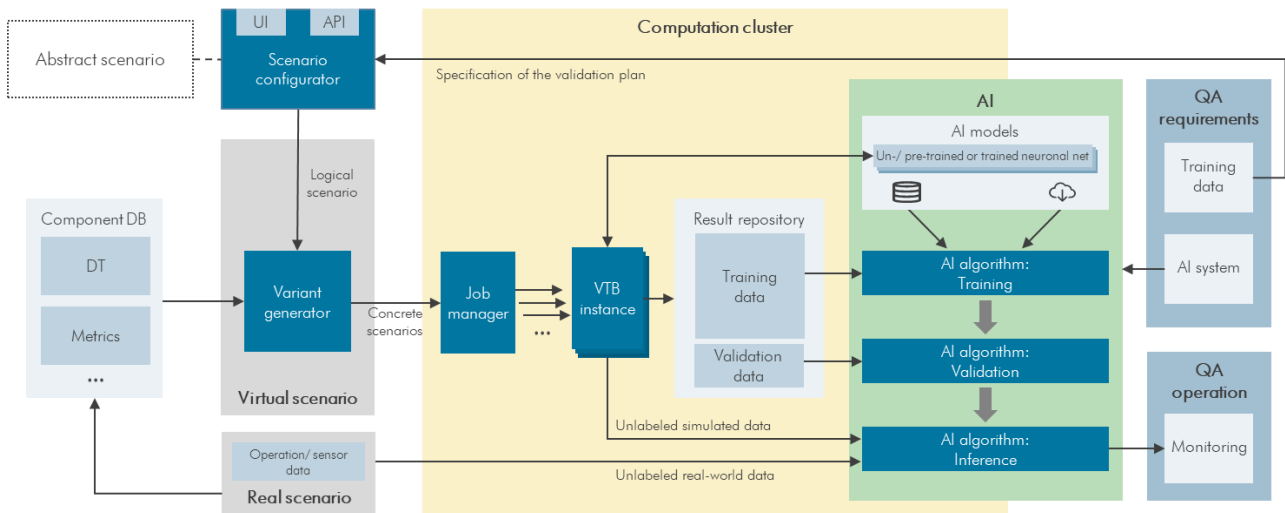 UI
API
Computation cluster
Abstract scenario
Scenario
configurator
Specification of the validation plan
AI
AI models
Un-/ pre-trained or trained neuronal net
QA
requirements
Training
data
AI system
Logical
scenario
Component DB
DT
Metrics
...
Variant
generator
Virtual scenario
Concrete
scenarios
Job
manager
...
VTB
instance
Result repository
Training
data
Validation
data
AI algorithm:
Training
AI algorithm:
Validation
AI algorithm:
Inference
QA
operation
Monitoring
Unlabeled simulated data
Operation/ sensor
data
Real scenario
Unlabeled real-world data